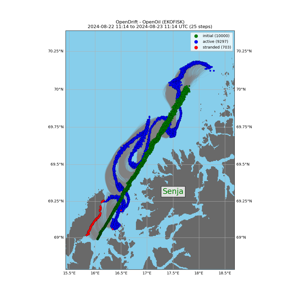 OpenDrift - OpenOil (EKOFISK)
2024-08-22 11:14 to 2024-08-23 11:14 UTC (25 steps)
initial (10000)
active (9297)
stranded (703)
70.25°N
70.25°N
70°N
70°N
69.75°N
69.75°N
69.5°N
69.5°N
Senja
69.25°N
69.25°N
69°N
69°N
15.5°E
16°E
16.5°E
17°E
17.5°E
18°E
18.5°E